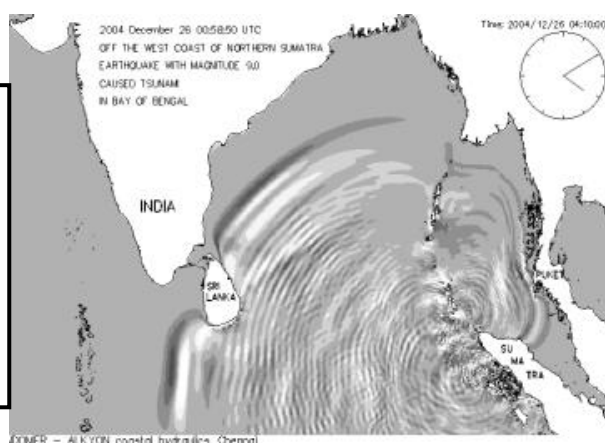 2004 December 26 00:58:50 UTC
OFF THE WEST COAST OF NORTHERN SUMATRA
EARTHQUAKE WITH MAGNITUDE 9.0
CAUSED TSUNAMI
IN BAY OF BENGAL
Time: 2004/12/26 04:10:00
INDIA
SRI
LANKA
PUKET
SU
MA
TRA
ALKYON coastal hydraulics, Chennai